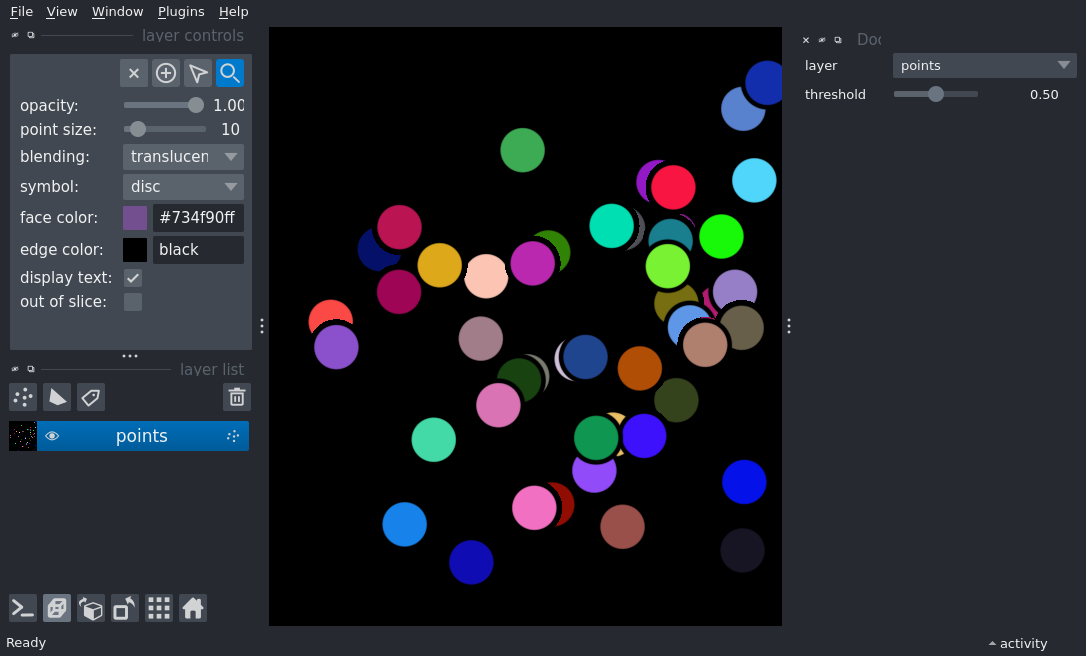 File View Window Plugins Help
layer controls
opacity: 1.00
point size: 10
blending: translucen
symbol: disc
face color: #734f90ff
edge color: black
display text:
out of slice:
layer list
points
Ready
Doc
layer points
threshold 0.50
activity